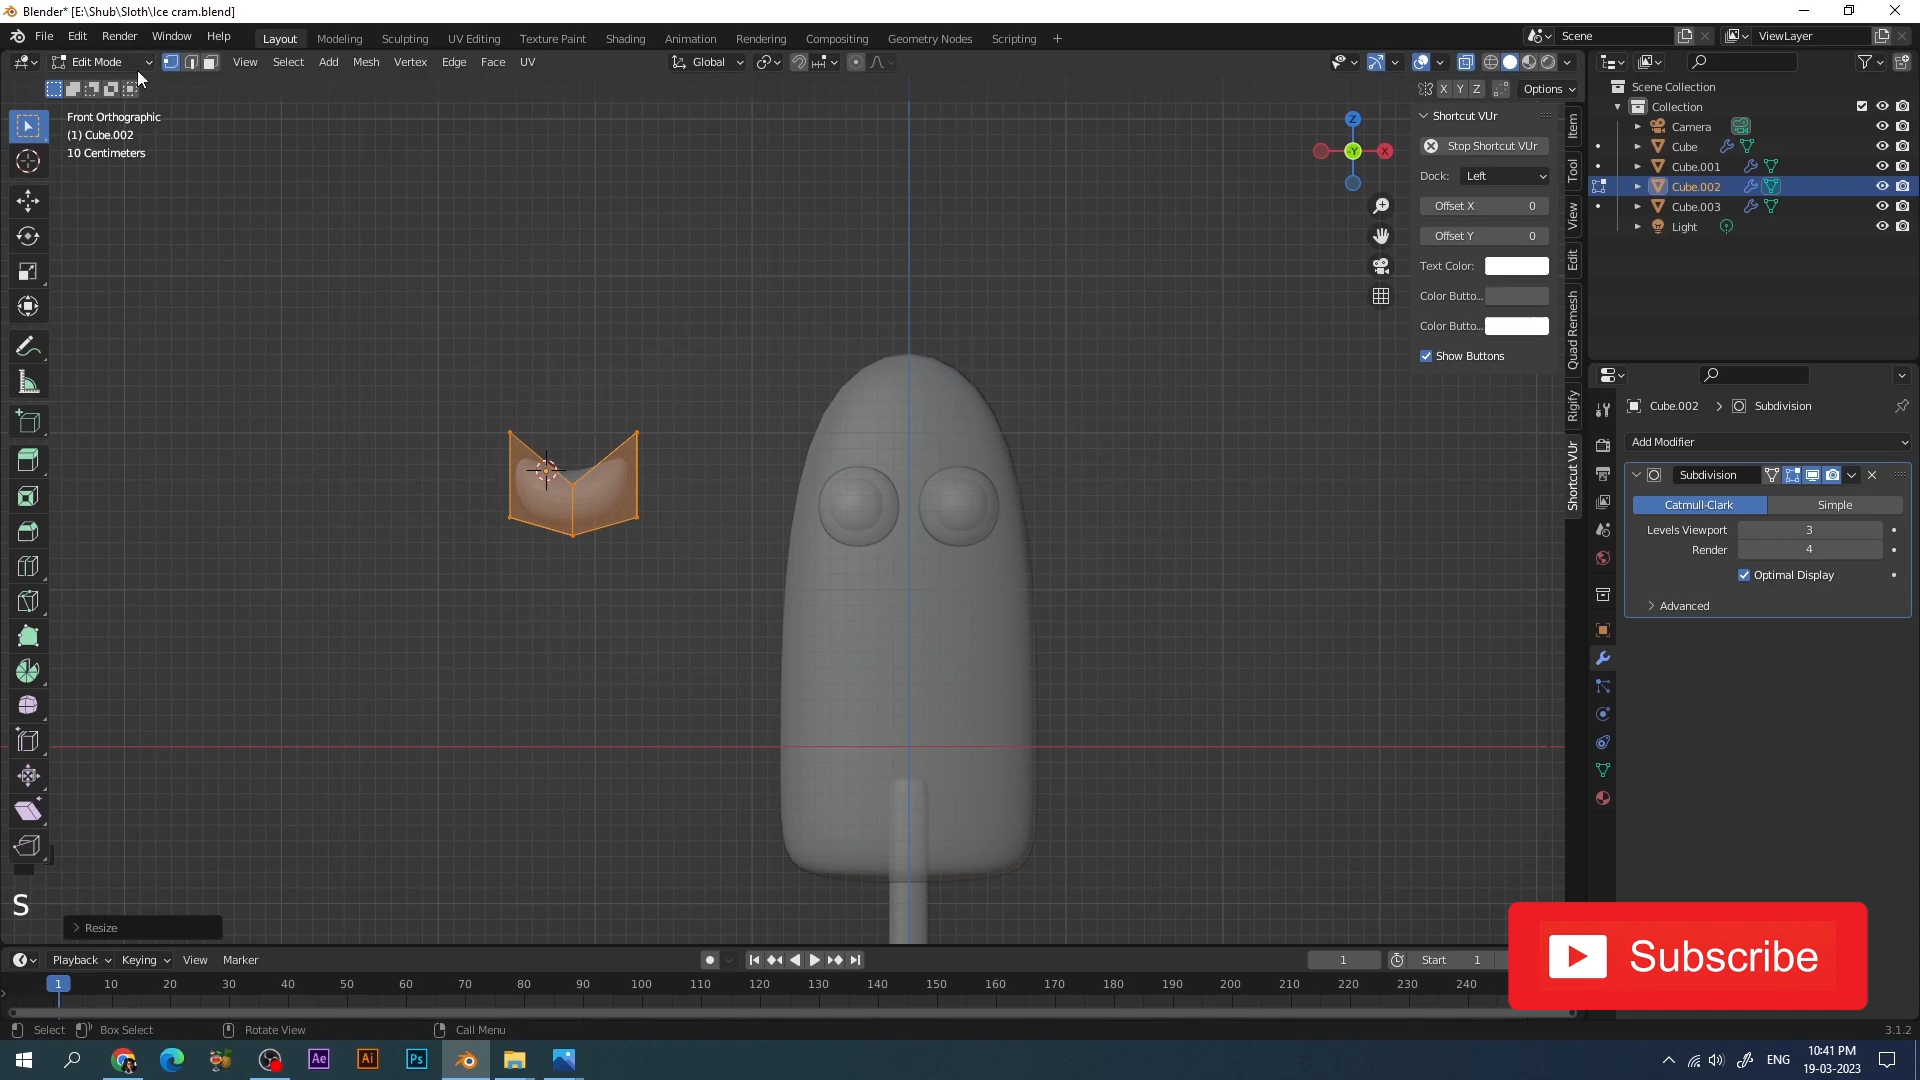 Blender* [E:\Shub\Sloth\Ice cram.blend]
File Edit Render Window Help
Layout Modeling Sculpting UV Editing Texture Paint Shading Animation Rendering Compositing Geometry Nodes Scripting +
Scene
ViewLayer
Edit Mode
View Select Add Mesh Vertex Edge Face UV
Global
X Y Z
Options
Front Orthographic
(1) Cube.002
10 Centimeters
Z
-Y
X
Shortcut VUr
Stop Shortcut VUr
Dock: Left
Offset X 0
Offset Y 0
Text Color:
Color Butto...
Color Butto...
Show Buttons
Item
Tool
View
Edit
Quad Remesh
Rigify
Shortcut VUr
Scene Collection
Collection
Camera
Cube
Cube.001
Cube.002
Cube.003
Light
Cube.002 > Subdivision
Add Modifier
Subdivision
Catmull-Clark Simple
Levels Viewport 3
Render 4
Optimal Display
Advanced
S
Resize
Subscribe
Playback Keying View Marker
1
Start 1
1 10 20 30 40 50 60 70 80 90 100 110 120 130 140 150 160 170 180 190 200 210 220 230 240
Select Box Select Rotate View Call Menu
3.1.2
Ae Ai Ps
ENG
10:41 PM
19-03-2023